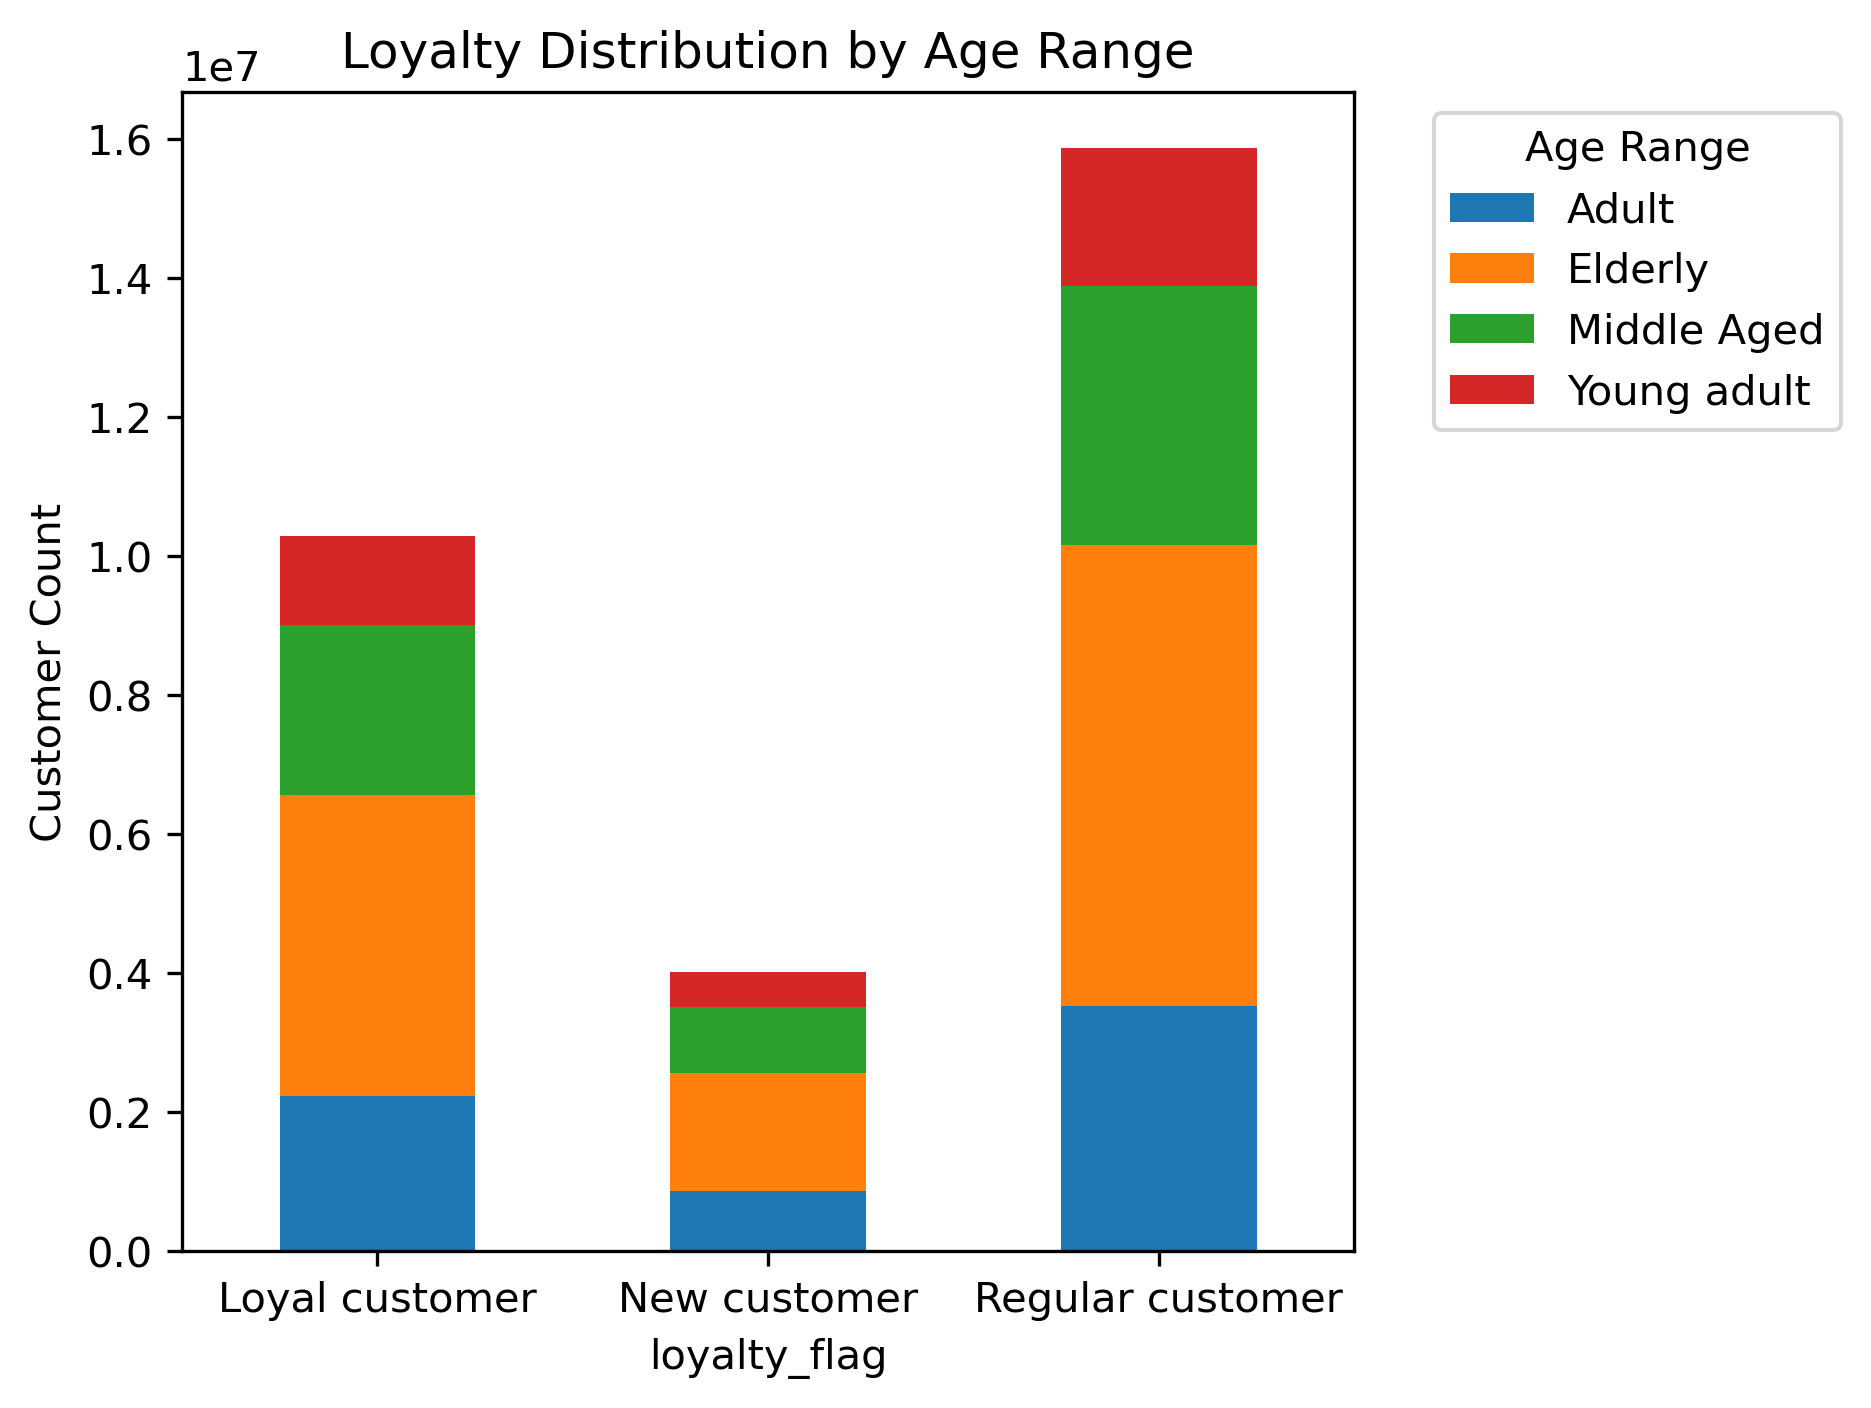 Loyalty Distribution by Age Range
1e7
1.6
1.4
1.2
1.0
0.8
0.6
0.4
0.2
0.0
Customer Count
Loyal customer
New customer
Regular customer
loyalty_flag
Age Range
Adult
Elderly
Middle Aged
Young adult